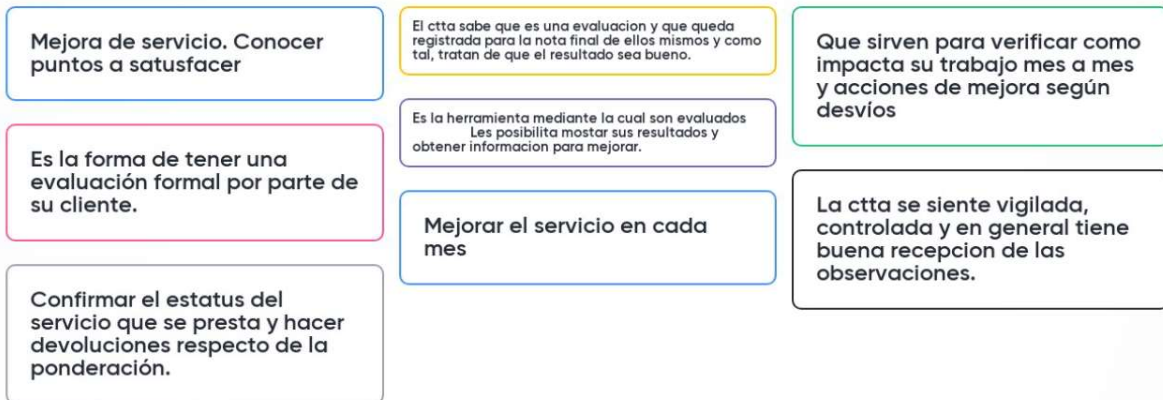 Mejora de servicio. Conocer
puntos a satusfacer
Es la forma de tener una
evaluación formal por parte de
su cliente.
Confirmar el estatus del
servicio que se presta y hacer
devoluciones respecto de la
ponderación.
El ctta sabe que es una evaluacion y que queda
registrada para la nota final de ellos mismos y como
tal, tratan de que el resultado sea bueno.
Es la herramienta mediante la cual son evaluados
Les posibilita mostar sus resultados y
obtener informacion para mejorar.
Mejorar el servicio en cada
mes
Que sirven para verificar como
impacta su trabajo mes a mes
y acciones de mejora según
desvíos
La ctta se siente vigilada,
controlada y en general tiene
buena recepcion de las
observaciones.